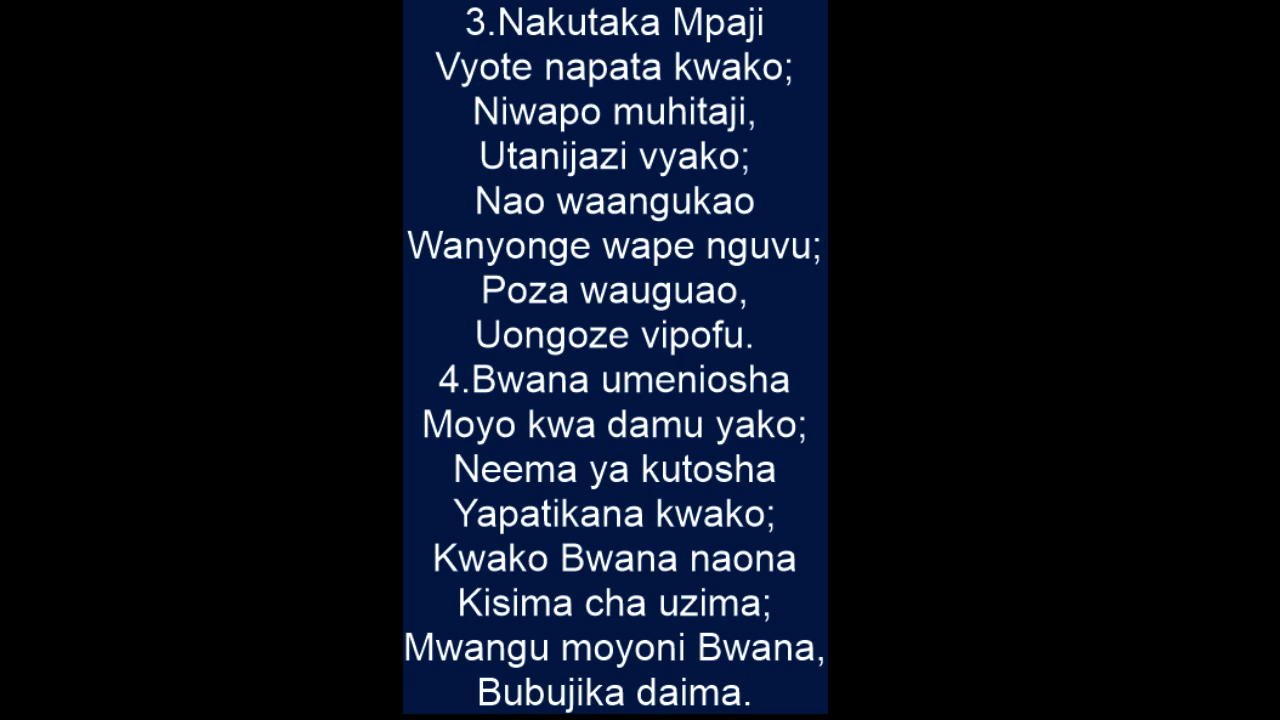 3.Nakutaka Mpaji
Vyote napata kwako;
Niwapo muhitaji,
Utanijazi vyako;
Nao waangukao
Wanyonge wape nguvu;
Poza wauguao,
Uongoze vipofu.
4.Bwana umeniosha
Moyo kwa damu yako;
Neema ya kutosha
Yapatikana kwako;
Kwako Bwana naona
Kisima cha uzima;
Mwangu moyoni Bwana,
Bubujika daima.